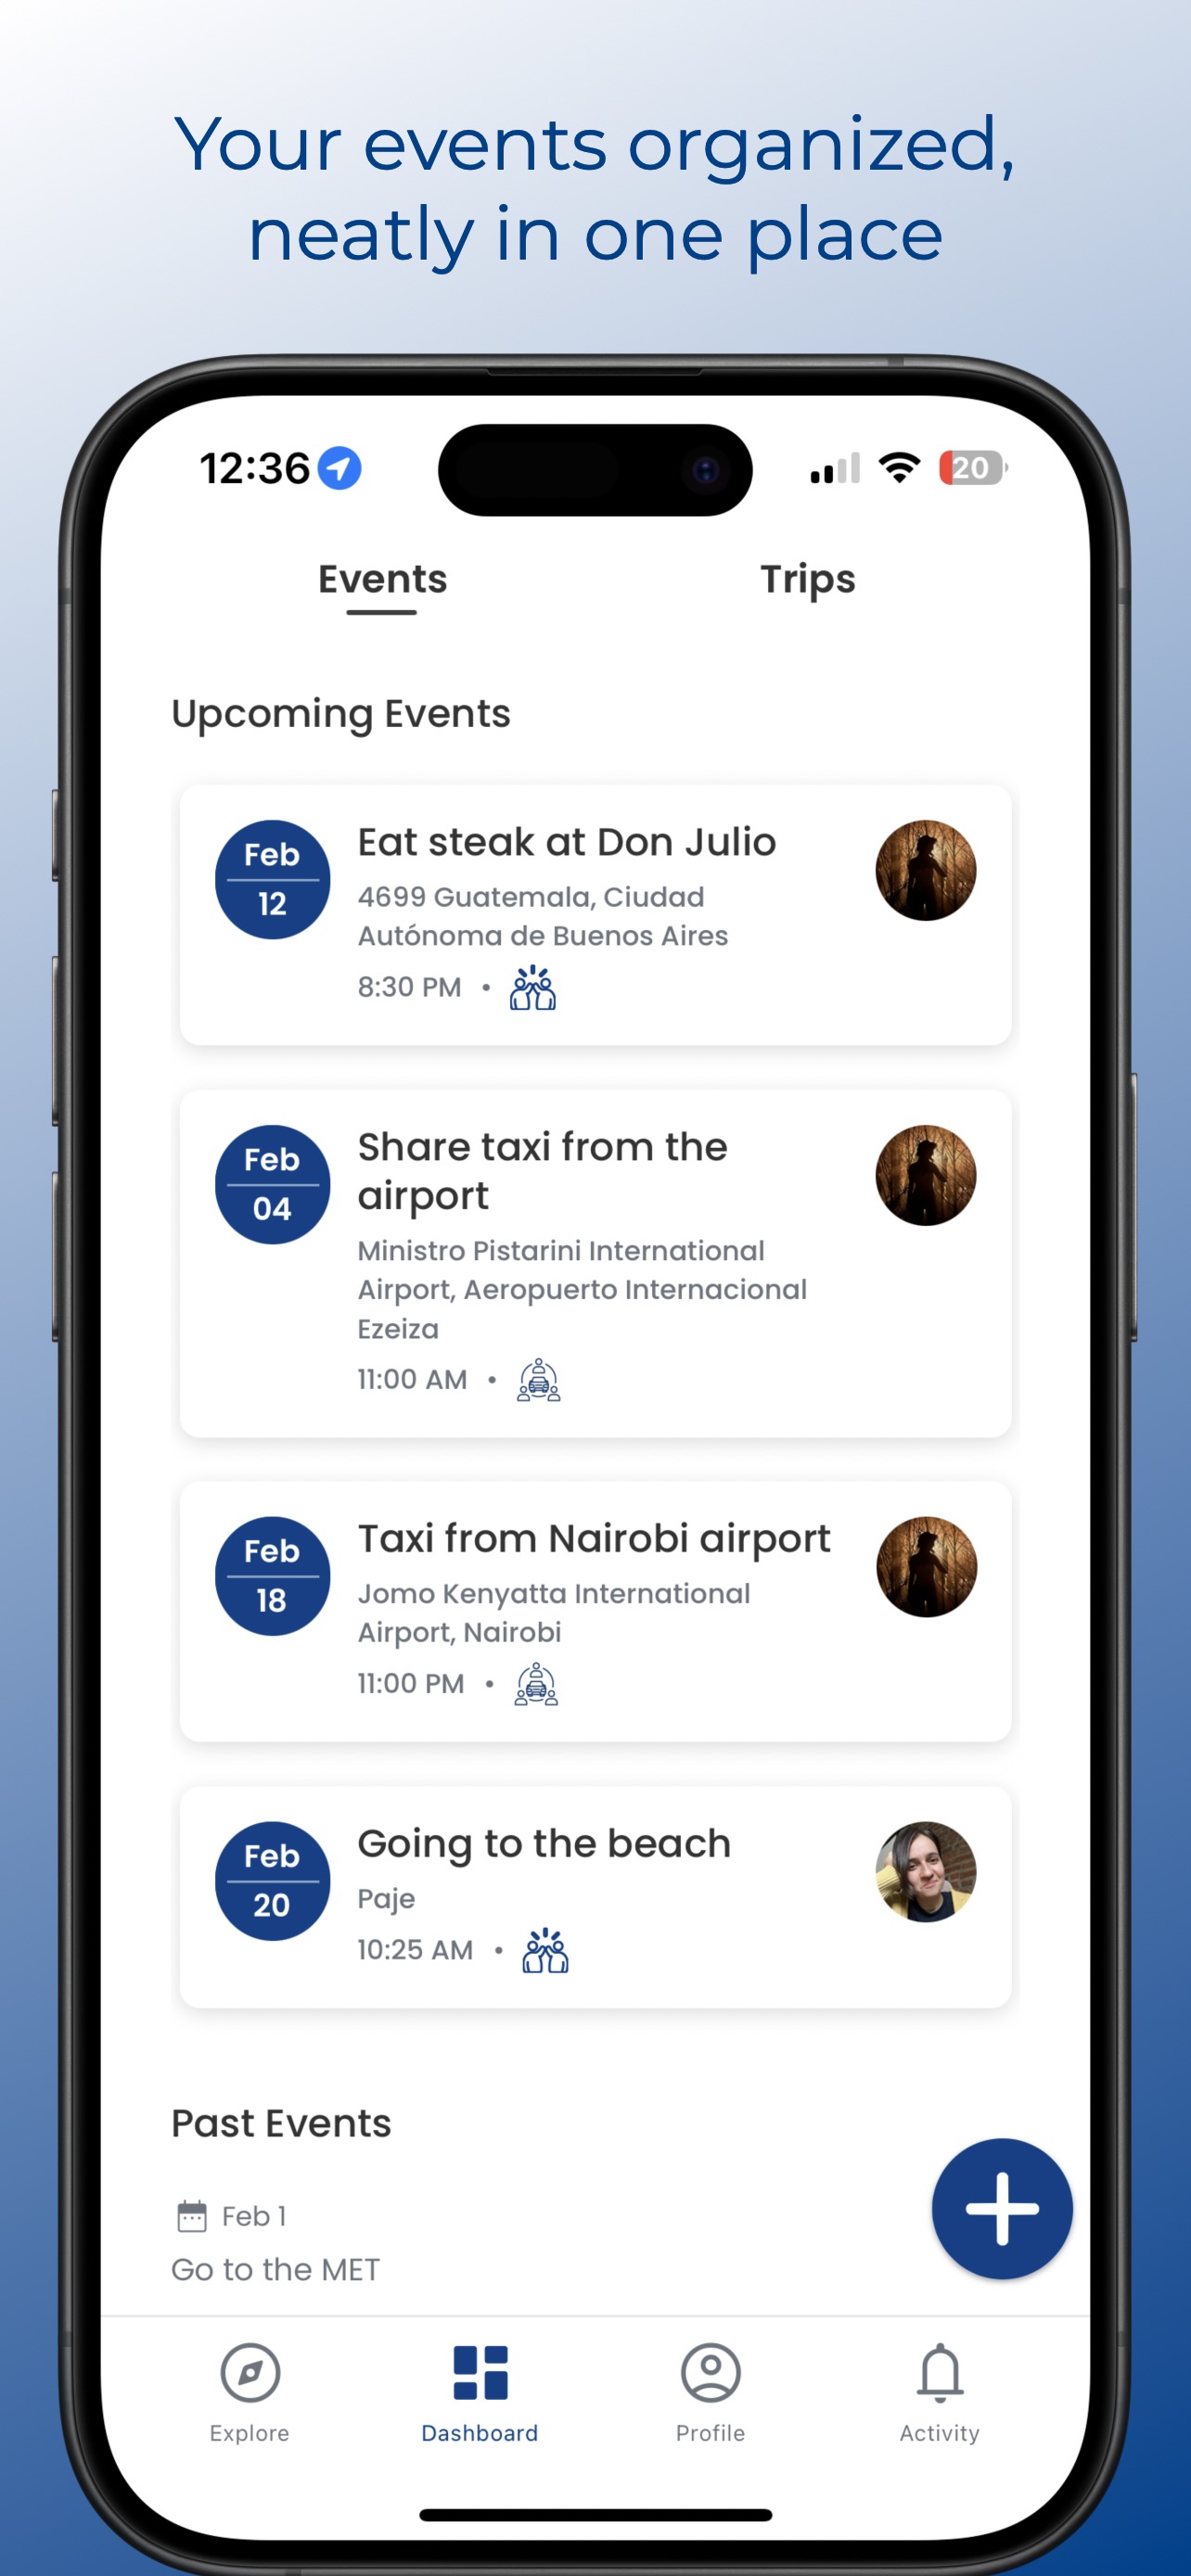 Your events organized,
neatly in one place
12:36
20
Events
Trips
Upcoming Events
Feb
12
Eat steak at Don Julio
4699 Guatemala, Ciudad
Autónoma de Buenos Aires
8:30 PM •
Feb
04
Share taxi from the
airport
Ministro Pistarini International
Airport, Aeropuerto Internacional
Ezeiza
11:00 AM •
Feb
18
Taxi from Nairobi airport
Jomo Kenyatta International
Airport, Nairobi
11:00 PM •
Feb
20
Going to the beach
Paje
10:25 AM •
Past Events
Feb 1
Go to the MET
Explore
Dashboard
Profile
Activity